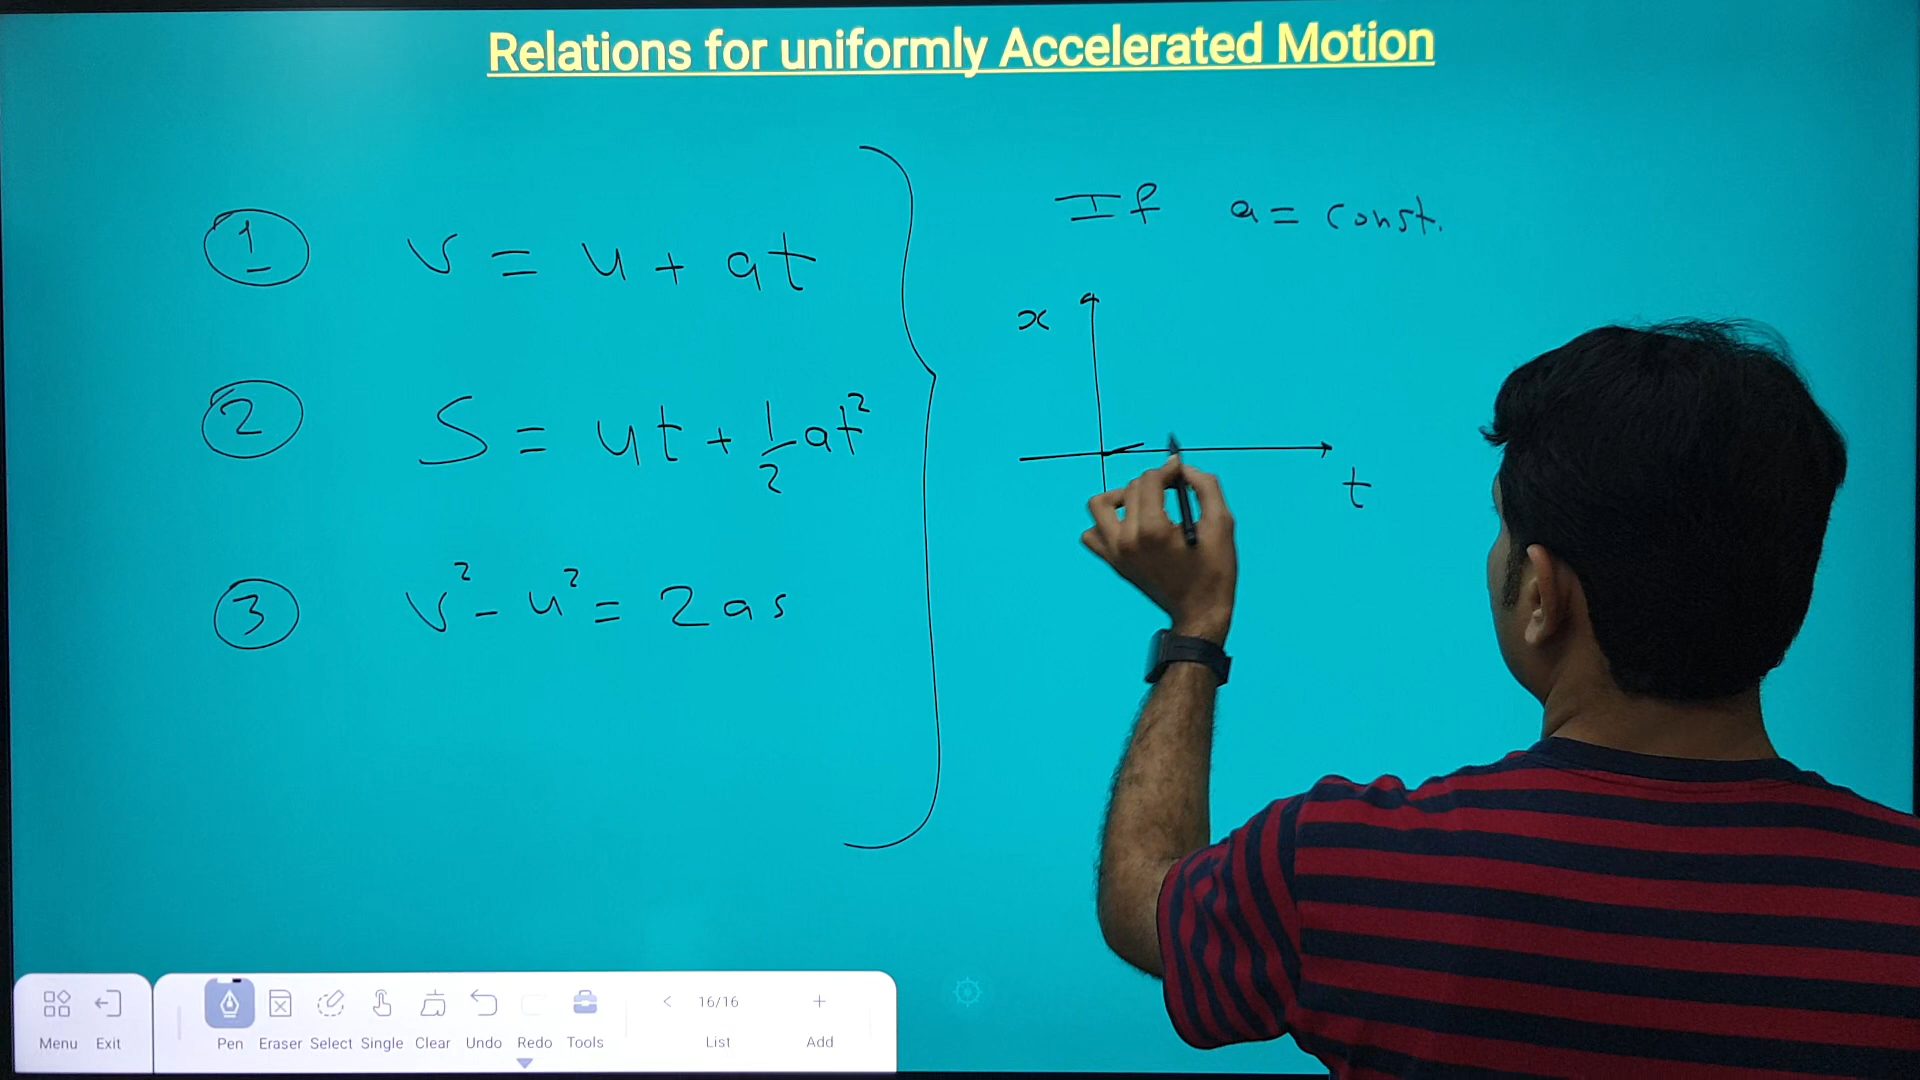 Relations for uniformly Accelerated Motion
1 v = u + at
2 S = ut + 1/2 at²
3 v² - u² = 2as
If a = const.
x
t
Menu Exit Pen Eraser Select Single Clear Undo Redo Tools < 16/16 List + Add